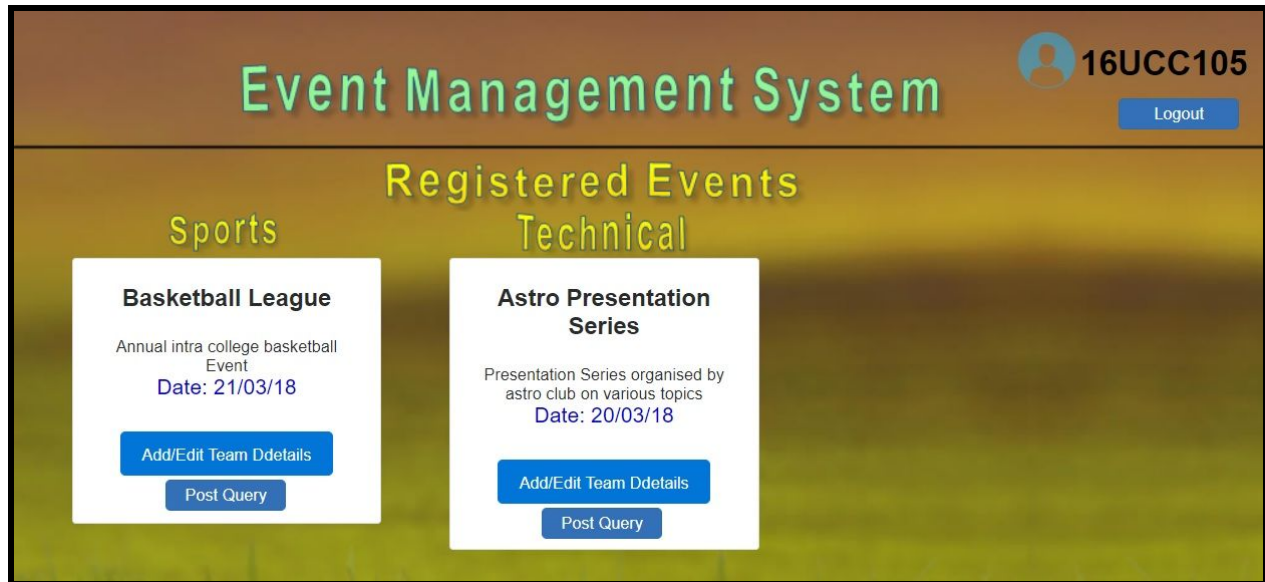 Event Management System
16UCC105
Logout
Registered Events
Sports
Technical
Basketball League
Annual intra college basketball
Event
Date: 21/03/18
Add/Edit Team Ddetails
Post Query
Astro Presentation
Series
Presentation Series organised by
astro club on various topics
Date: 20/03/18
Add/Edit Team Ddetails
Post Query